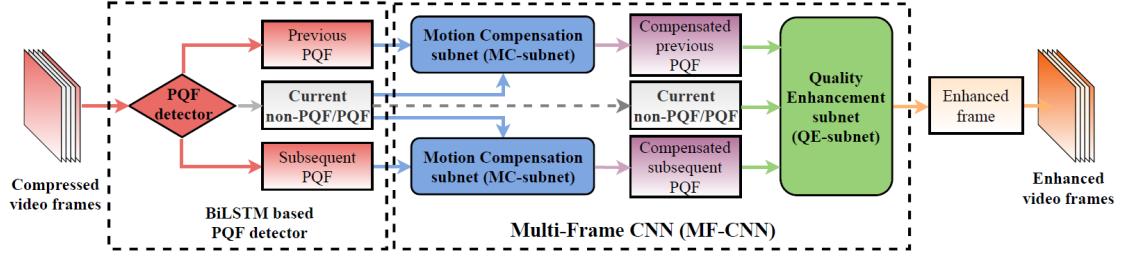 Compressed
video frames
PQF
detector
Previous
PQF
Current
non-PQF/PQF
Subsequent
PQF
BiLSTM based
PQF detector
Motion Compensation
subnet (MC-subnet)
Motion Compensation
subnet (MC-subnet)
Compensated
previous
PQF
Current
non-PQF/PQF
Compensated
subsequent
PQF
Quality
Enhancement
subnet
(QE-subnet)
Multi-Frame CNN (MF-CNN)
Enhanced
frame
Enhanced
video frames